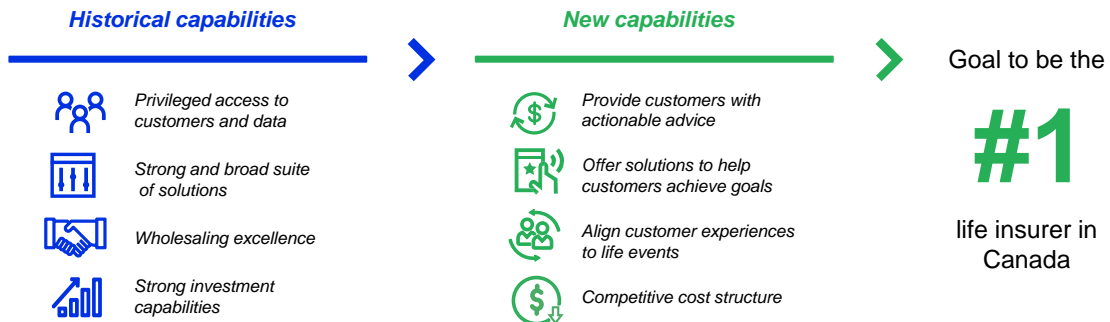 Historical capabilities
Privileged access to
customers and data
Strong and broad suite
of solutions
Wholesaling excellence
Strong investment
capabilities
New capabilities
$
Provide customers with
actionable advice
Offer solutions to help
customers achieve goals
Align customer experiences
to life events
$
Competitive cost structure
Goal to be the
#1
life insurer in
Canada